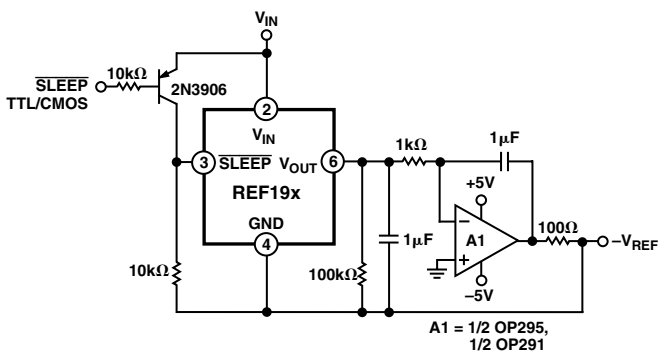 VIN
SLEEP
TTL/CMOS
10kΩ
2N3906
2
VIN
3
SLEEP
VOUT
6
REF19x
GND
4
10kΩ
1kΩ
1μF
+5V
−
A1
+
−5V
100Ω
−VREF
1μF
100kΩ
A1 = 1/2 OP295,
1/2 OP291